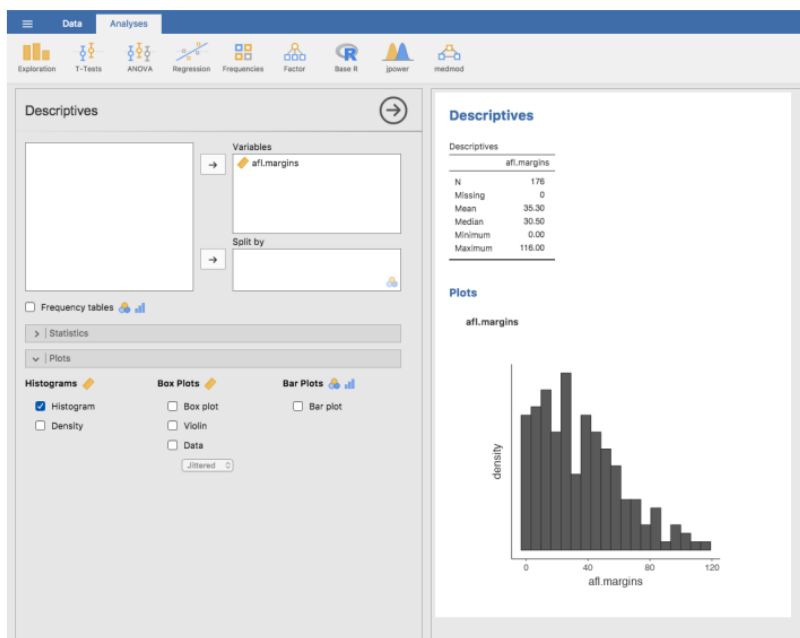 Data Analyses
Exploration T-Tests ANOVA Regression Frequencies Factor Base R jpower medmod
Descriptives
Variables
afl.margins
Split by
Frequency tables
Statistics
Plots
Histograms Box Plots Bar Plots
Histogram Box plot Bar plot
Density Violin
Data
Jittered
Descriptives
Descriptives
afl.margins
N 176
Missing 0
Mean 35.30
Median 30.50
Minimum 0.00
Maximum 116.00
Plots
afl.margins
density
0 40 80 120
afl.margins